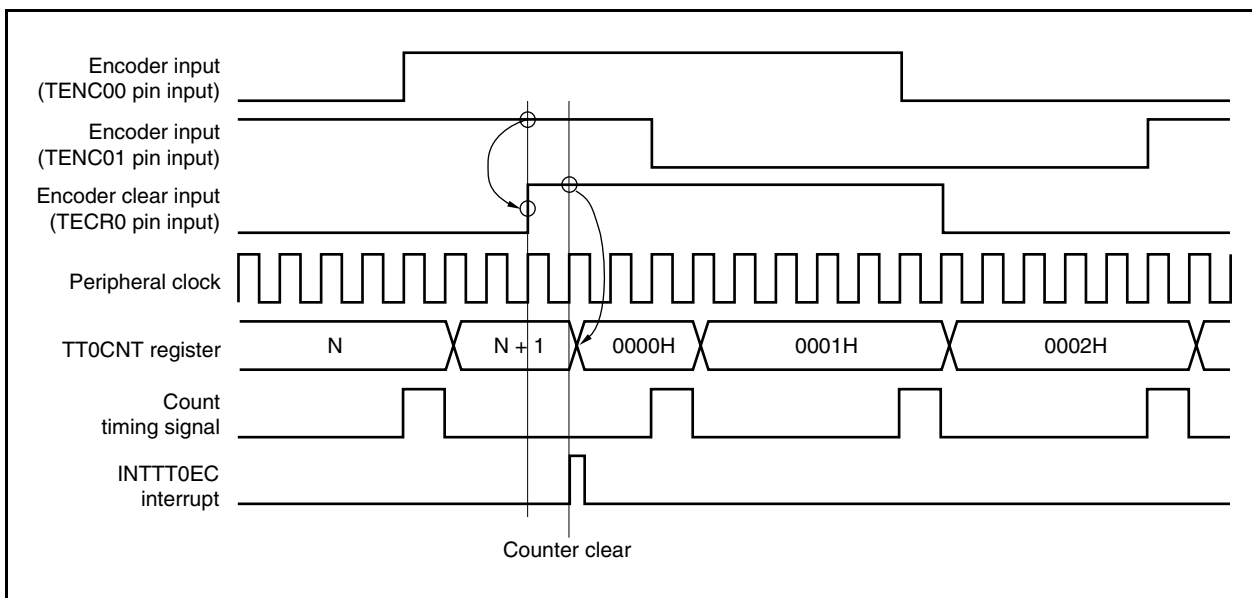 Encoder input
(TENC00 pin input)
Encoder input
(TENC01 pin input)
Encoder clear input
(TECR0 pin input)
Peripheral clock
TT0CNT register
N
N + 1
0000H
0001H
0002H
Count
timing signal
INTTT0EC
interrupt
Counter clear